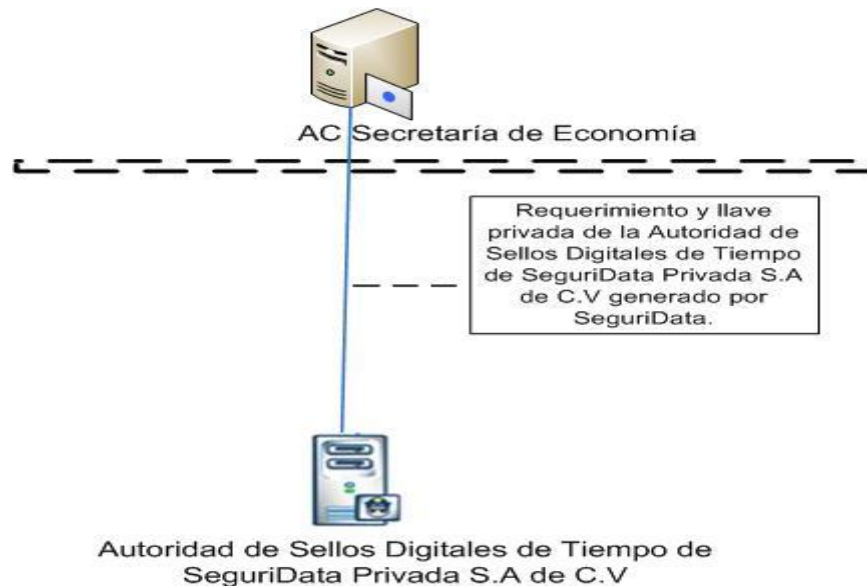 AC Secretaría de Economía
Requerimiento y llave
privada de la Autoridad de
Sellos Digitales de Tiempo
de SeguriData Privada S.A
de C.V generado por
SeguriData.
Autoridad de Sellos Digitales de Tiempo de
SeguriData Privada S.A de C.V